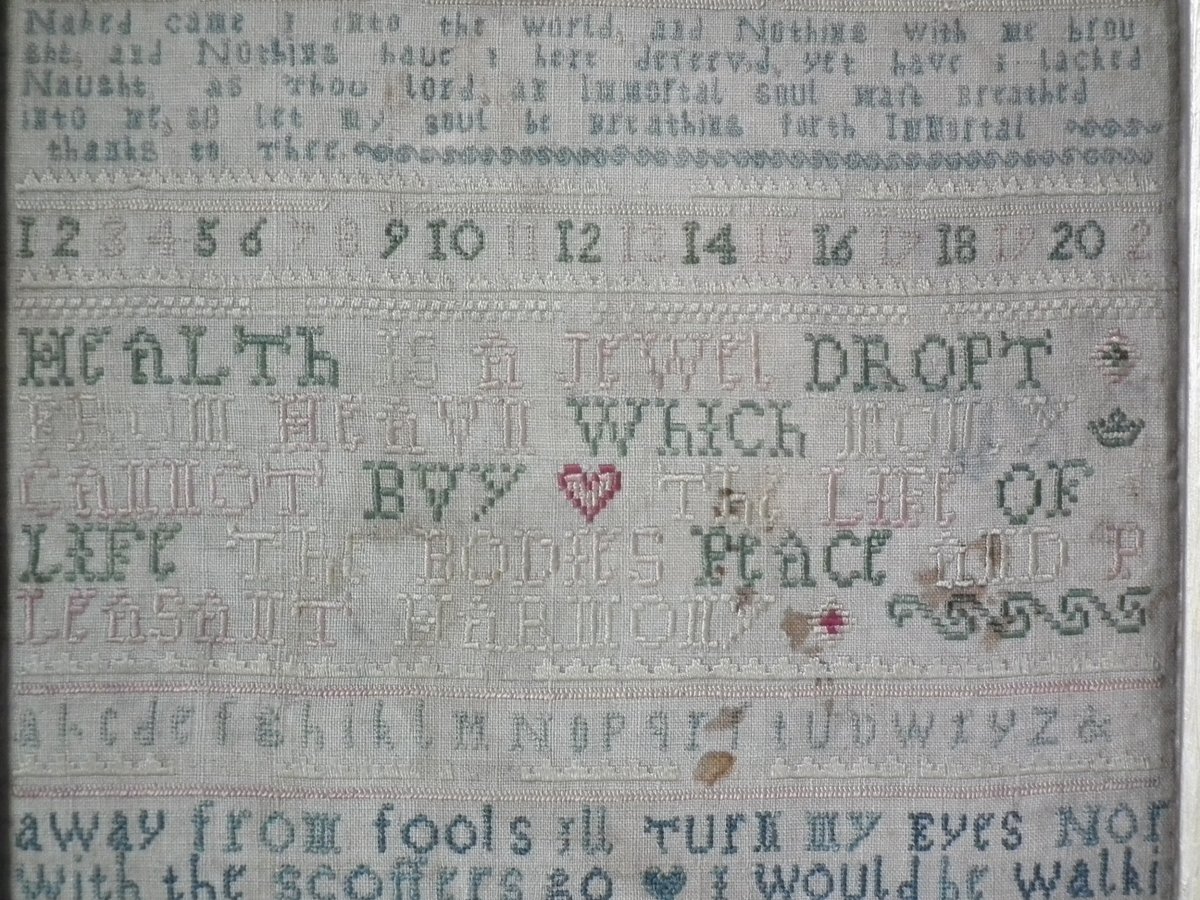 Naked came i into the world, and Nothing with me brou
ght, and Nothing have i here deserved, yet have i lacked
Naught, as Thou lord, an Immortal soul hast Breathed
into me, so let my soul be Breathing forth Immortal
thanks to Thee.
1 2 3 4 5 6 7 8 9 10 11 12 13 14 15 16 17 18 19 20 2
HeaLTh IS A JeWeL DROPT
FROM HeAVN WhICh MONEY
CANNOT BVY THe LIFe OF
LIFe THe BODIeS PeACe AND P
LeASANT HARMONY
a b c d e f g h i k l M N o p q r ſ t U D w x y Z &
away from fools ill Turn my Eyes Nor
with the scoffers go i would be walki